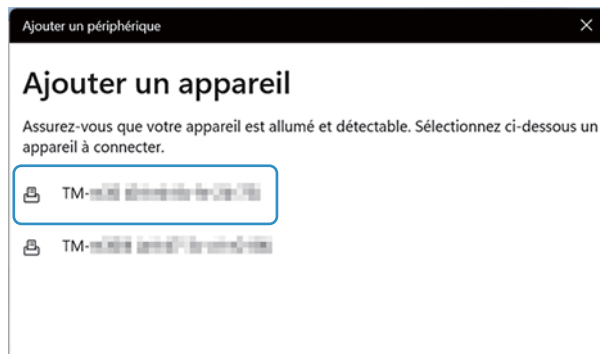 Ajouter un périphérique
Ajouter un appareil
Assurez-vous que votre appareil est allumé et détectable. Sélectionnez ci-dessous un
appareil à connecter.
TM-
TM-